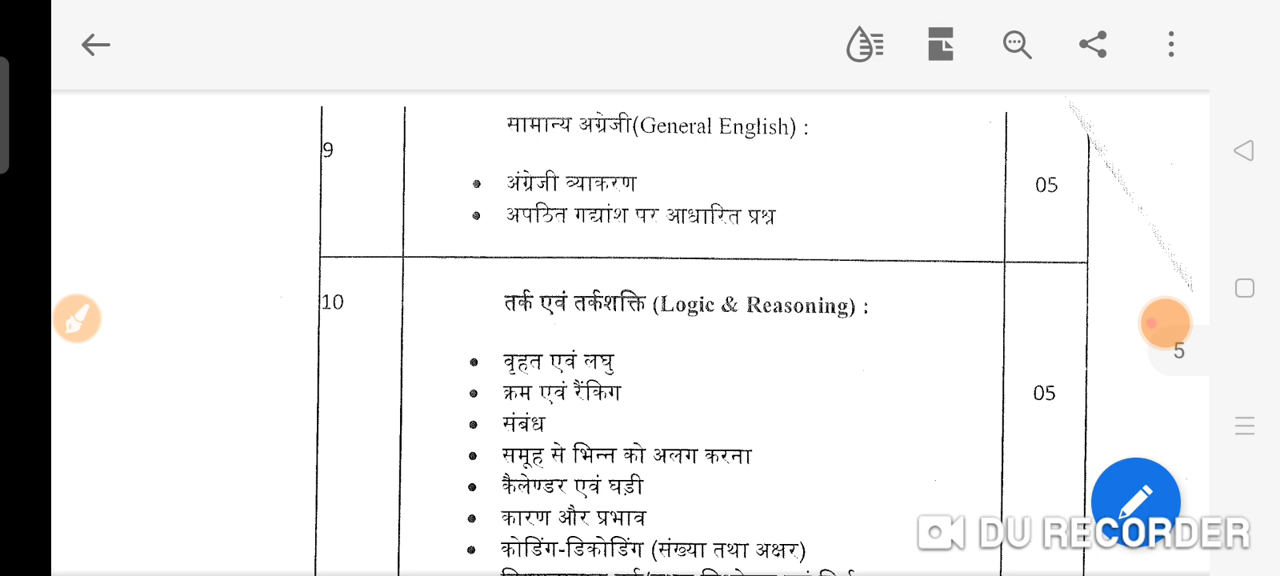 सामान्य अग्रेजी(General English) :
9
अंग्रेजी व्याकरण
05
अपठित गद्यांश पर आधारित प्रश्न
10
तर्क एवं तर्कशक्ति (Logic & Reasoning) :
5
वृहत एवं लघु
क्रम एवं रैंकिग
05
संबंध
समूह से भिन्न को अलग करना
कैलेण्डर एवं घड़ी
कारण और प्रभाव
DU RECORDER
कोडिंग-डिकोडिंग (संख्या तथा अक्षर)